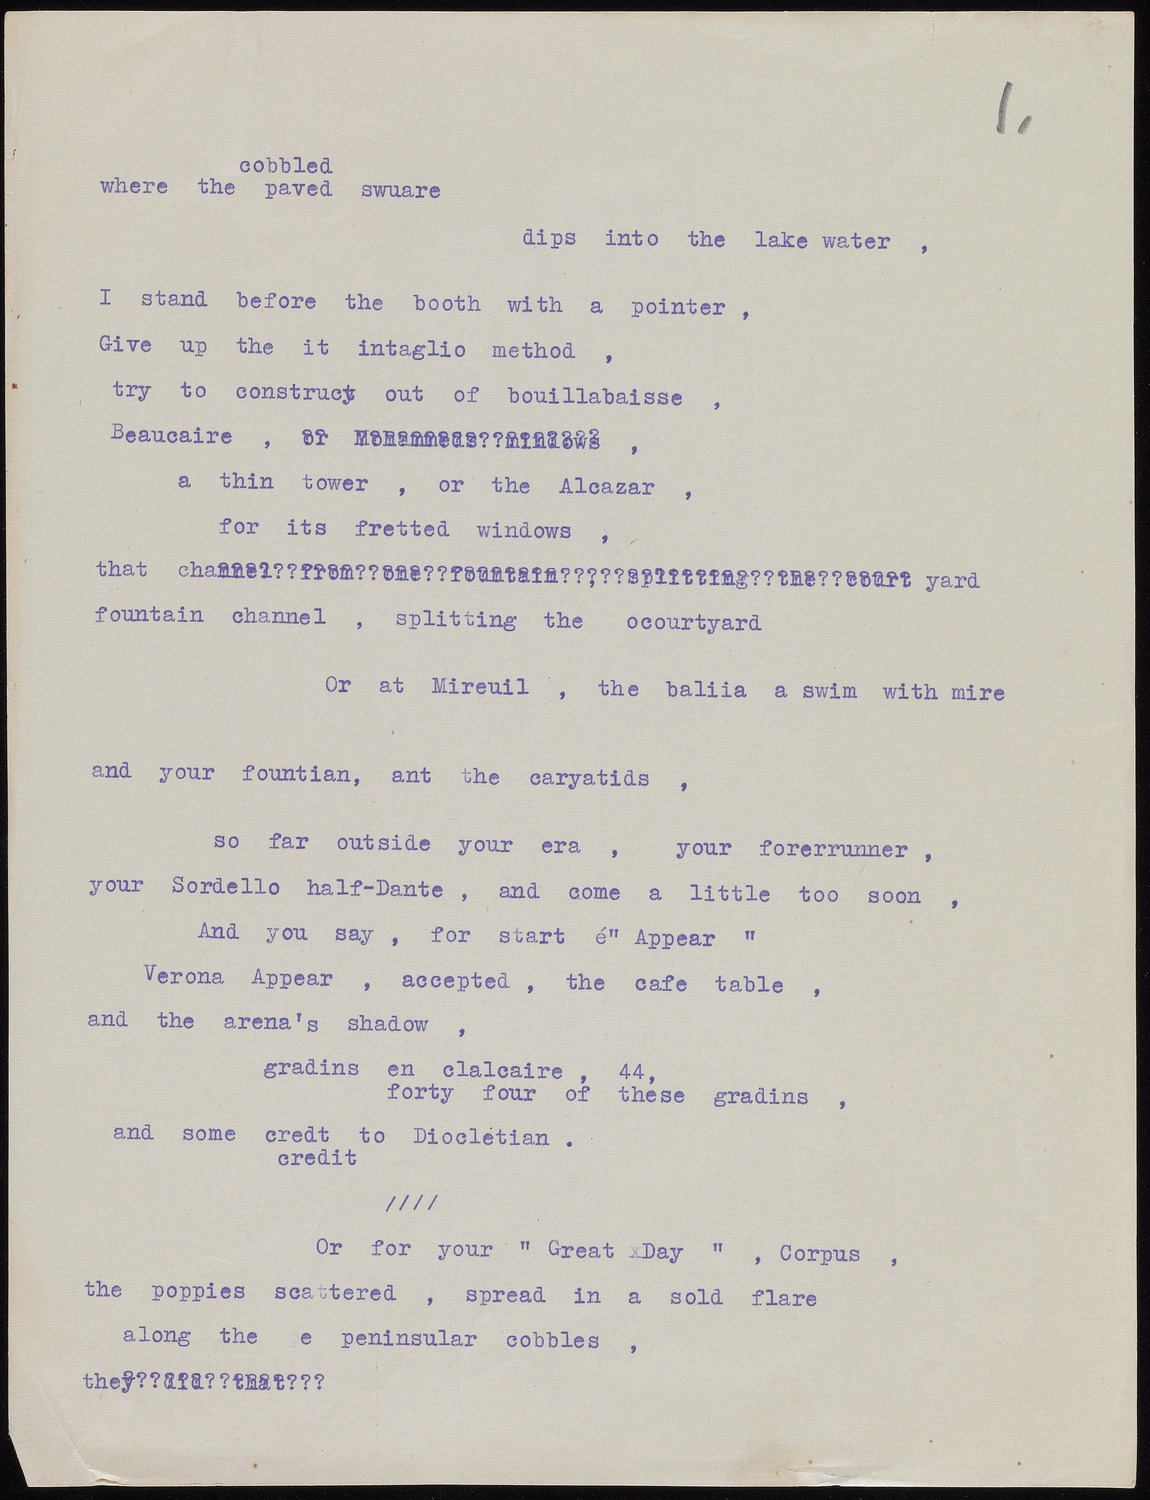 1.
cobbled
where the paved swuare
dips into the lake water ,
I stand before the booth with a pointer ,
Give up the it intaglio method ,
try to construct out of bouillabaisse ,
Beaucaire , or windows ,
a thin tower , or the Alcazar ,
for its fretted windows ,
that channel??from??one??fountain??,??splitting??the??court yard
fountain channel , splitting the ocourtyard
Or at Mireuil , the baliia a swim with mire
and your fountian, ant the caryatids ,
so far outside your era , your forerrunner ,
your Sordello half-Dante , and come a little too soon ,
And you say , for start é" Appear "
Verona Appear , accepted , the cafe table ,
and the arena's shadow ,
gradins en clalcaire , 44,
forty four of these gradins ,
and some credt to Diocletian .
credit
////
Or for your " Great xDay " , Corpus ,
the poppies scattered , spread in a sold flare
along the e peninsular cobbles ,
they??did??that???